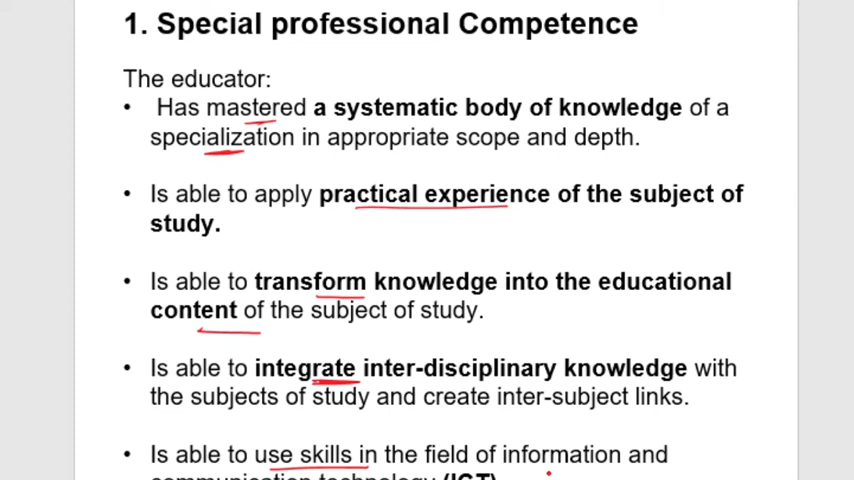 1. Special professional Competence
The educator:
• Has mastered a systematic body of knowledge of a
specialization in appropriate scope and depth.
• Is able to apply practical experience of the subject of
study.
• Is able to transform knowledge into the educational
content of the subject of study.
• Is able to integrate inter-disciplinary knowledge with
the subjects of study and create inter-subject links.
• Is able to use skills in the field of information and
communication technology (ICT)